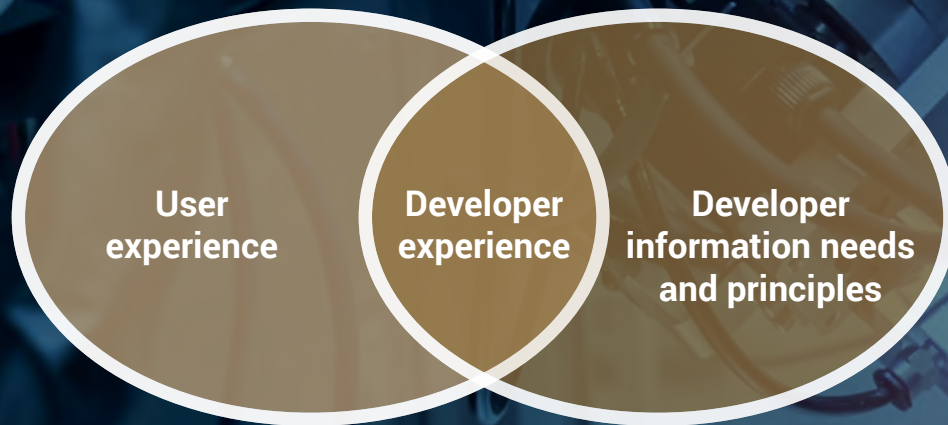 User
experience
Developer
experience
Developer
information needs
and principles